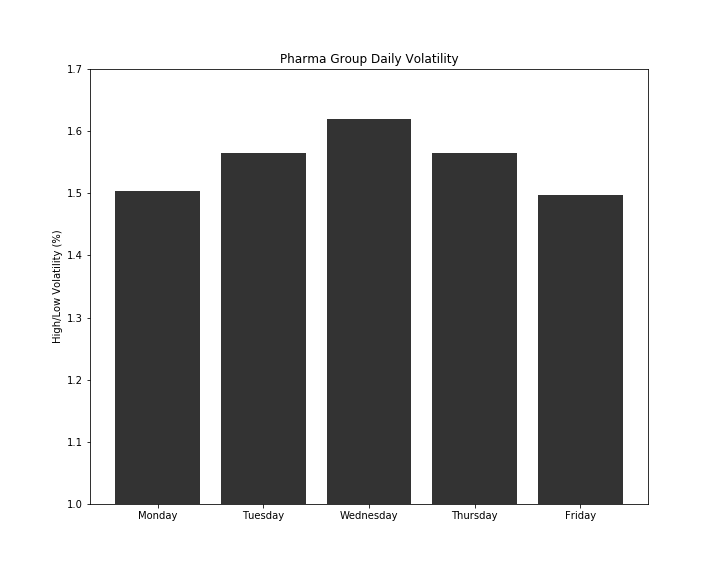 Pharma Group Daily Volatility
1.7
1.6
1.5
1.4
1.3
1.2
1.1
1.0
High/Low Volatility (%)
Monday Tuesday Wednesday Thursday Friday